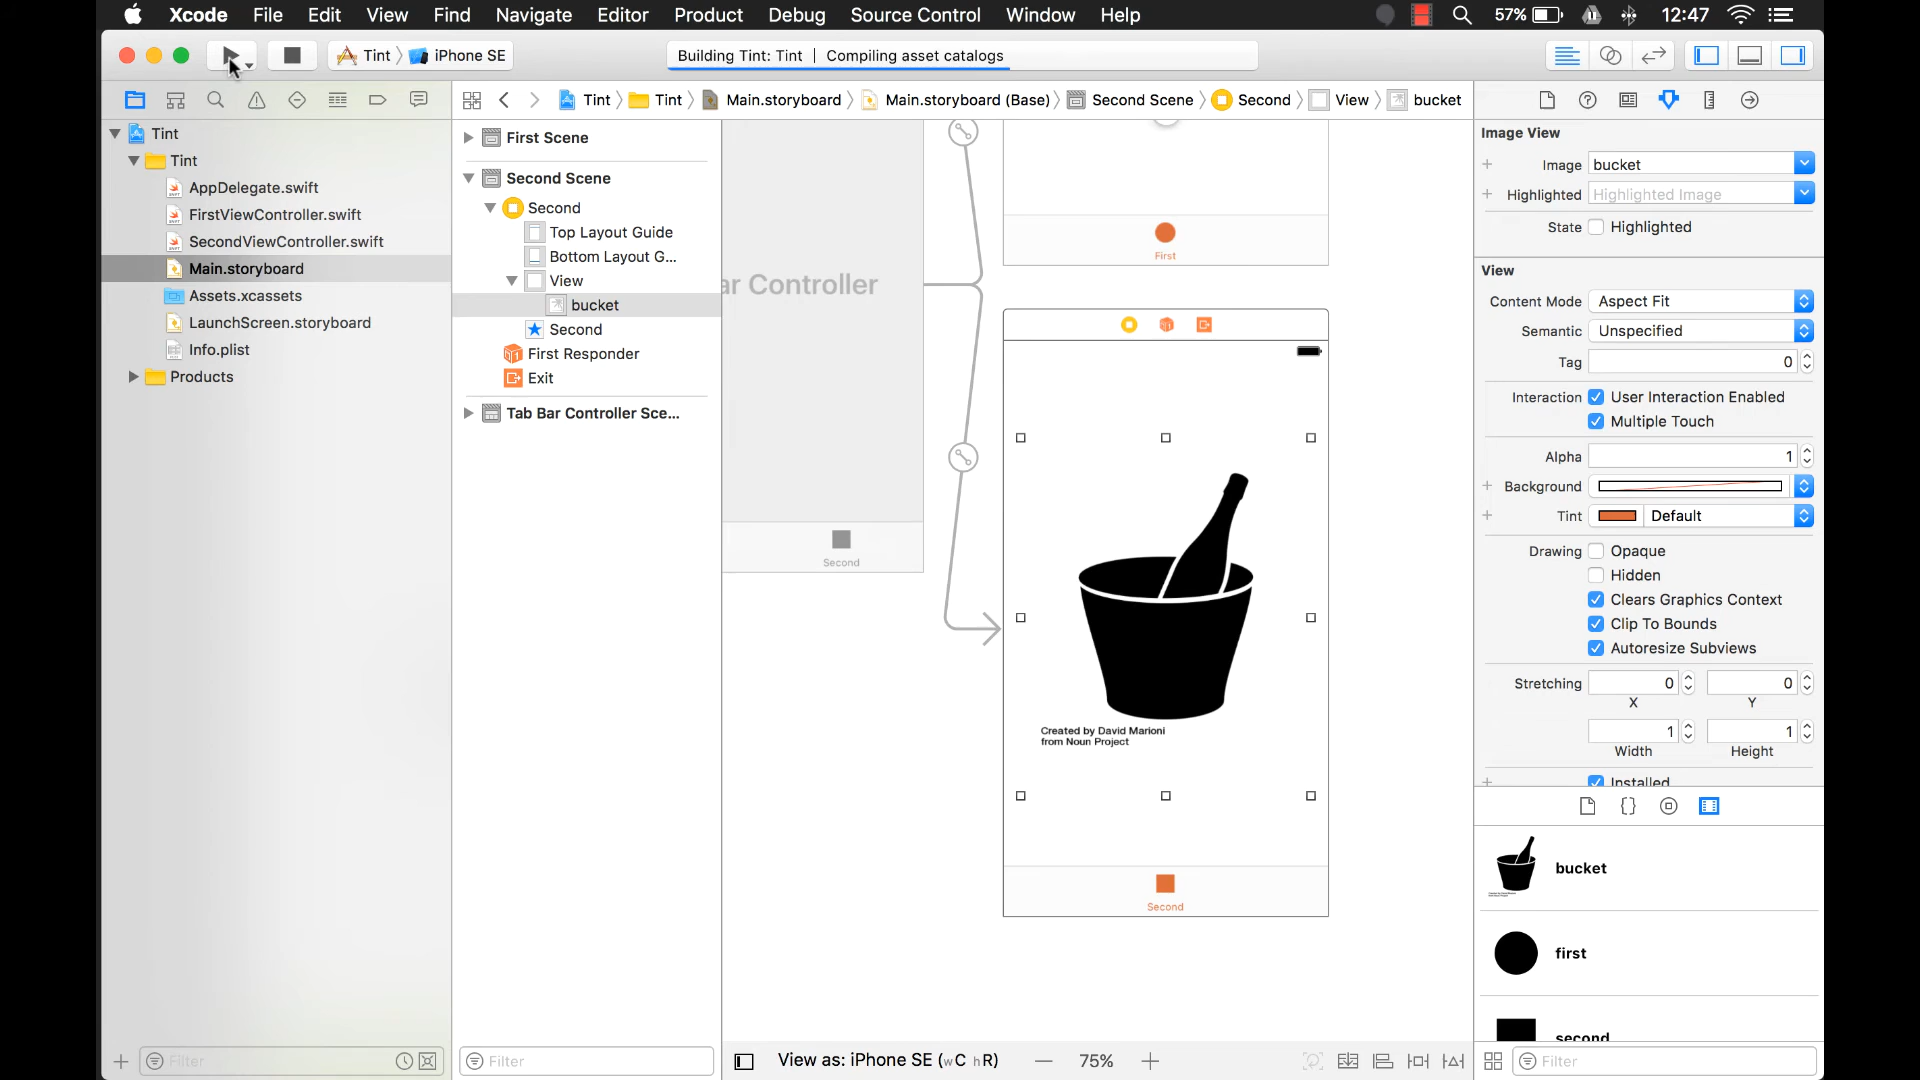 Xcode File Edit View Find Navigate Editor Product Debug Source Control Window Help 57% 12:47
Tint iPhone SE Building Tint: Tint | Compiling asset catalogs
Tint Tint Main.storyboard Main.storyboard (Base) Second Scene Second View bucket
Tint
Tint
AppDelegate.swift
FirstViewController.swift
SecondViewController.swift
Main.storyboard
Assets.xcassets
LaunchScreen.storyboard
Info.plist
Products
Filter
First Scene
Second Scene
Second
Top Layout Guide
Bottom Layout G...
View
bucket
Second
First Responder
Exit
Tab Bar Controller Sce...
Filter
ar Controller
Second
First
Created by David Marioni
from Noun Project
Second
View as: iPhone SE (wC hR) 75%
Image View
Image bucket
Highlighted Highlighted Image
State Highlighted
View
Content Mode Aspect Fit
Semantic Unspecified
Tag 0
Interaction User Interaction Enabled
Multiple Touch
Alpha 1
Background
Tint Default
Drawing Opaque
Hidden
Clears Graphics Context
Clip To Bounds
Autoresize Subviews
Stretching 0 0
X Y
1 1
Width Height
Installed
bucket
first
second
Filter